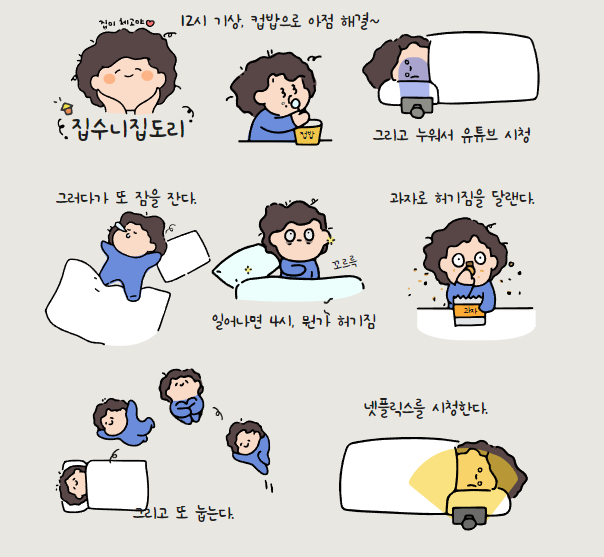 집이 체고야
12시 기상, 컵밥으로 아점 해결~
집수니집도리
컵밥
그리고 누워서 유튜브 시청
그러다가 또 잠을 잔다.
꼬르륵
일어나면 4시, 뭔가 허기짐
과자로 허기짐을 달랜다.
과자
그리고 또 눕는다.
넷플릭스를 시청한다.